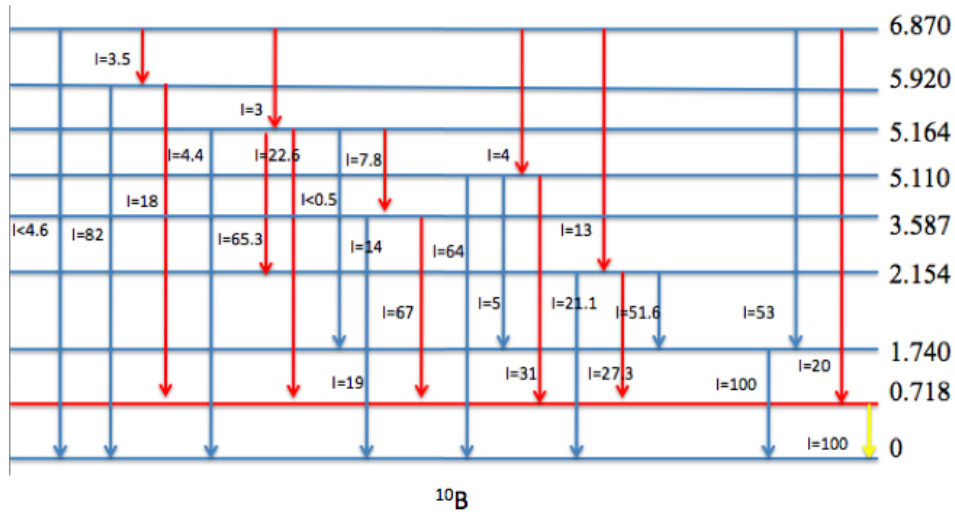 6.870
I=3.5
5.920
I=3
5.164
I=4.4
I=22.6
I=7.8
I=4
5.110
I=18
I<0.5
3.587
I<4.6
I=82
I=65.3
I=14
I=64
I=13
2.154
I=67
I=5
I=21.1
I=51.6
I=53
1.740
I=19
I=31
I=27.3
I=100
I=20
0.718
I=100
0
¹⁰B